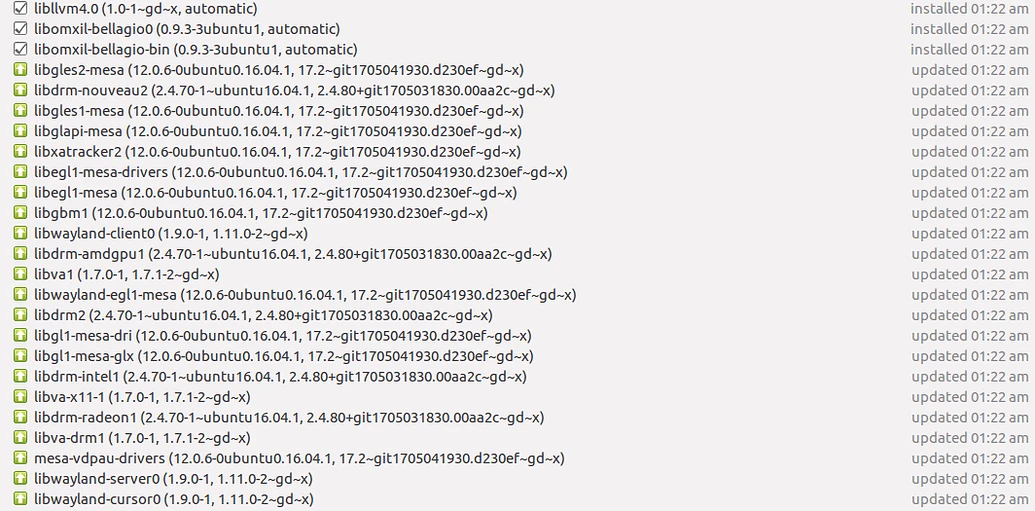 libllvm4.0 (1.0-1~gd~x, automatic) installed 01:22 am
libomxil-bellagio0 (0.9.3-3ubuntu1, automatic) installed 01:22 am
libomxil-bellagio-bin (0.9.3-3ubuntu1, automatic) installed 01:22 am
libgles2-mesa (12.0.6-0ubuntu0.16.04.1, 17.2~git1705041930.d230ef~gd~x) updated 01:22 am
libdrm-nouveau2 (2.4.70-1~ubuntu16.04.1, 2.4.80+git1705031830.00aa2c~gd~x) updated 01:22 am
libgles1-mesa (12.0.6-0ubuntu0.16.04.1, 17.2~git1705041930.d230ef~gd~x) updated 01:22 am
libglapi-mesa (12.0.6-0ubuntu0.16.04.1, 17.2~git1705041930.d230ef~gd~x) updated 01:22 am
libxatracker2 (12.0.6-0ubuntu0.16.04.1, 17.2~git1705041930.d230ef~gd~x) updated 01:22 am
libegl1-mesa-drivers (12.0.6-0ubuntu0.16.04.1, 17.2~git1705041930.d230ef~gd~x) updated 01:22 am
libegl1-mesa (12.0.6-0ubuntu0.16.04.1, 17.2~git1705041930.d230ef~gd~x) updated 01:22 am
libgbm1 (12.0.6-0ubuntu0.16.04.1, 17.2~git1705041930.d230ef~gd~x) updated 01:22 am
libwayland-client0 (1.9.0-1, 1.11.0-2~gd~x) updated 01:22 am
libdrm-amdgpu1 (2.4.70-1~ubuntu16.04.1, 2.4.80+git1705031830.00aa2c~gd~x) updated 01:22 am
libva1 (1.7.0-1, 1.7.1-2~gd~x) updated 01:22 am
libwayland-egl1-mesa (12.0.6-0ubuntu0.16.04.1, 17.2~git1705041930.d230ef~gd~x) updated 01:22 am
libdrm2 (2.4.70-1~ubuntu16.04.1, 2.4.80+git1705031830.00aa2c~gd~x) updated 01:22 am
libgl1-mesa-dri (12.0.6-0ubuntu0.16.04.1, 17.2~git1705041930.d230ef~gd~x) updated 01:22 am
libgl1-mesa-glx (12.0.6-0ubuntu0.16.04.1, 17.2~git1705041930.d230ef~gd~x) updated 01:22 am
libdrm-intel1 (2.4.70-1~ubuntu16.04.1, 2.4.80+git1705031830.00aa2c~gd~x) updated 01:22 am
libva-x11-1 (1.7.0-1, 1.7.1-2~gd~x) updated 01:22 am
libdrm-radeon1 (2.4.70-1~ubuntu16.04.1, 2.4.80+git1705031830.00aa2c~gd~x) updated 01:22 am
libva-drm1 (1.7.0-1, 1.7.1-2~gd~x) updated 01:22 am
mesa-vdpau-drivers (12.0.6-0ubuntu0.16.04.1, 17.2~git1705041930.d230ef~gd~x) updated 01:22 am
libwayland-server0 (1.9.0-1, 1.11.0-2~gd~x) updated 01:22 am
libwayland-cursor0 (1.9.0-1, 1.11.0-2~gd~x) updated 01:22 am